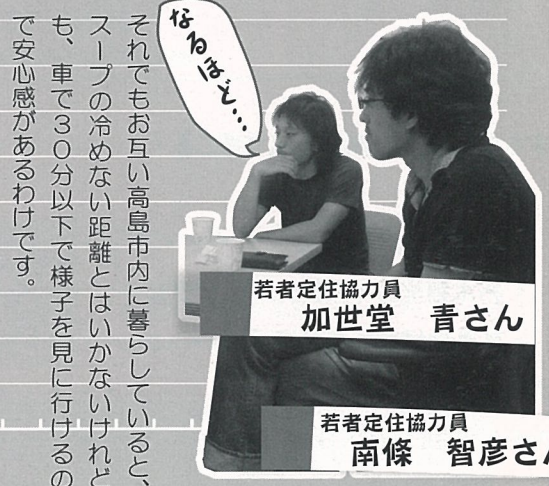 なるほど…
それでもお互い高島市内に暮らしていると、
スープの冷めない距離とはいかないけれど
も、車で30分以下で様子を見に行けるの
で安心感があるわけです。
若者定住協力員
加世堂 青さん
若者定住協力員
南條 智彦さん